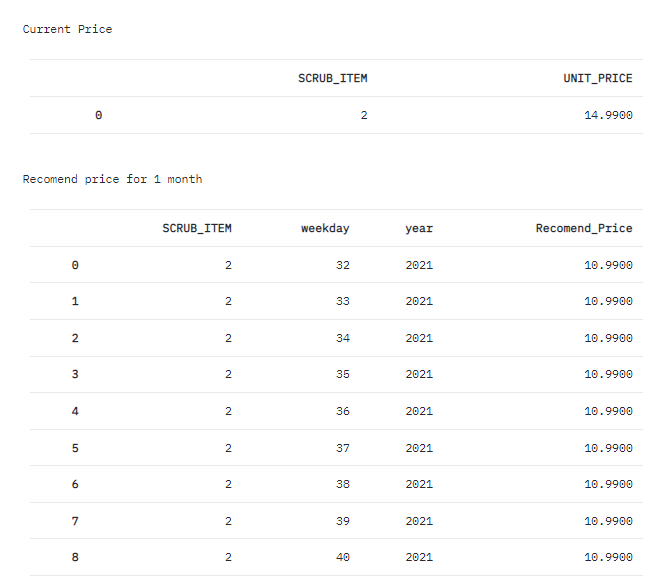 Current Price
SCRUB_ITEM UNIT_PRICE
0 2 14.9900
Recomend price for 1 month
SCRUB_ITEM weekday year Recomend_Price
0 2 32 2021 10.9900
1 2 33 2021 10.9900
2 2 34 2021 10.9900
3 2 35 2021 10.9900
4 2 36 2021 10.9900
5 2 37 2021 10.9900
6 2 38 2021 10.9900
7 2 39 2021 10.9900
8 2 40 2021 10.9900